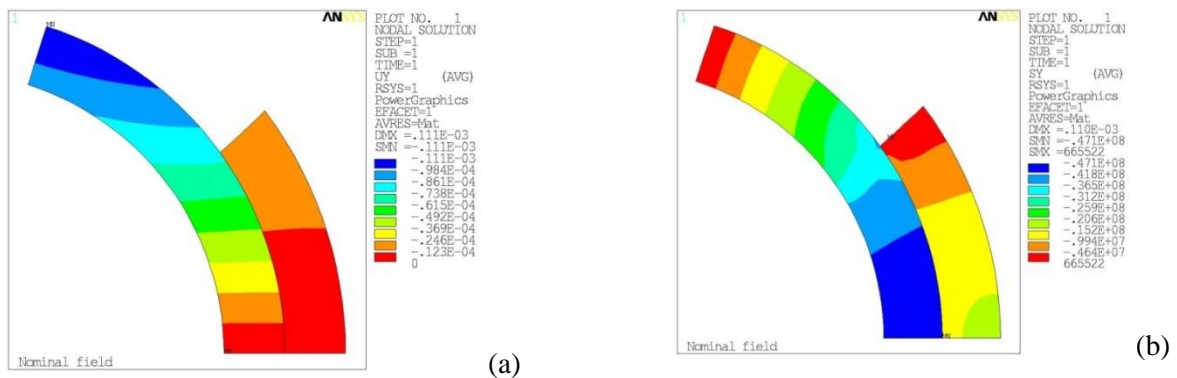 1
ANSYS
PLOT NO. 1
NODAL SOLUTION
STEP=1
SUB =1
TIME=1
UY (AVG)
RSYS=1
PowerGraphics
EFACET=1
AVRES=Mat
DMX =.111E-03
SMN =-.111E-03
-.111E-03
-.984E-04
-.861E-04
-.738E-04
-.615E-04
-.492E-04
-.369E-04
-.246E-04
-.123E-04
0
MN
MX
Nominal field
(a)
1
ANSYS
PLOT NO. 1
NODAL SOLUTION
STEP=1
SUB =1
TIME=1
SY (AVG)
RSYS=1
PowerGraphics
EFACET=1
AVRES=Mat
DMX =.110E-03
SMN =-.471E+08
SMX =665522
-.471E+08
-.418E+08
-.365E+08
-.312E+08
-.259E+08
-.206E+08
-.152E+08
-.994E+07
-.464E+07
665522
MX
MN
Nominal field
(b)